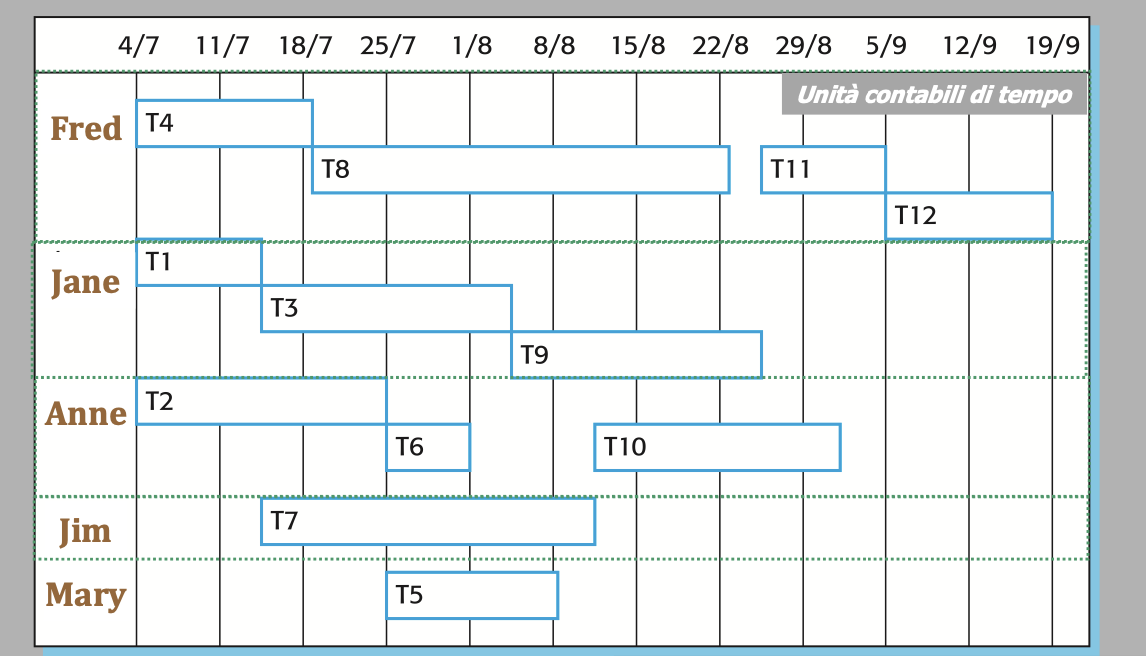 4/7 11/7 18/7 25/7 1/8 8/8 15/8 22/8 29/8 5/9 12/9 19/9
Unità contabili di tempo
Fred
T4
T8
T11
T12
Jane
T1
T3
T9
Anne
T2
T6
T10
Jim
T7
Mary
T5